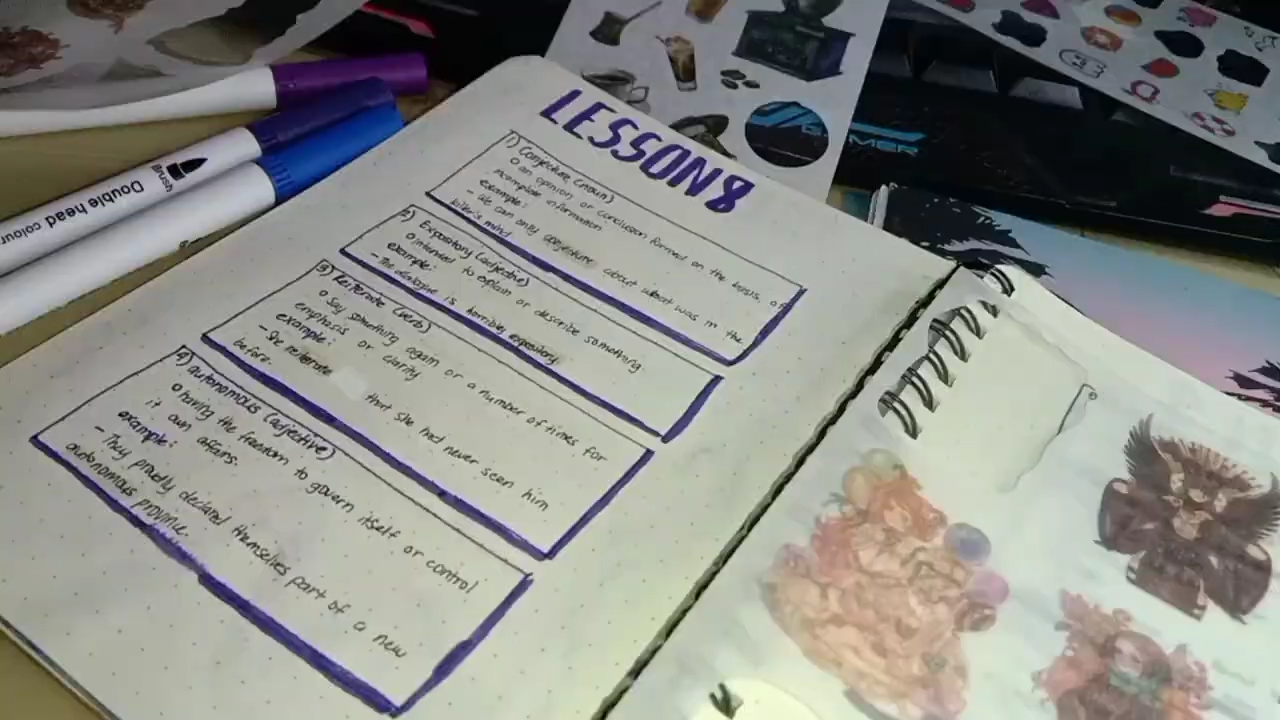 LESSON 8
1) Conjecture (noun)
o an opinion or conclusion formed on the basis of
incomplete information
example:
- We can only conjecture about what was in the
killer's mind
2) Expository (adjective)
o intended to explain or describe something
example:
- The dialogue is horribly expository
3) Reiterate (verb)
o Say something again or a number of times for
emphasis or clarity
example:
- She reiterate that she had never seen him
before.
4) autonomous (adjective)
o having the freedom to govern itself or control
it own affairs.
example:
- They proudly declared themselves part of a new
autonomous province.
Double head colour
GAMER